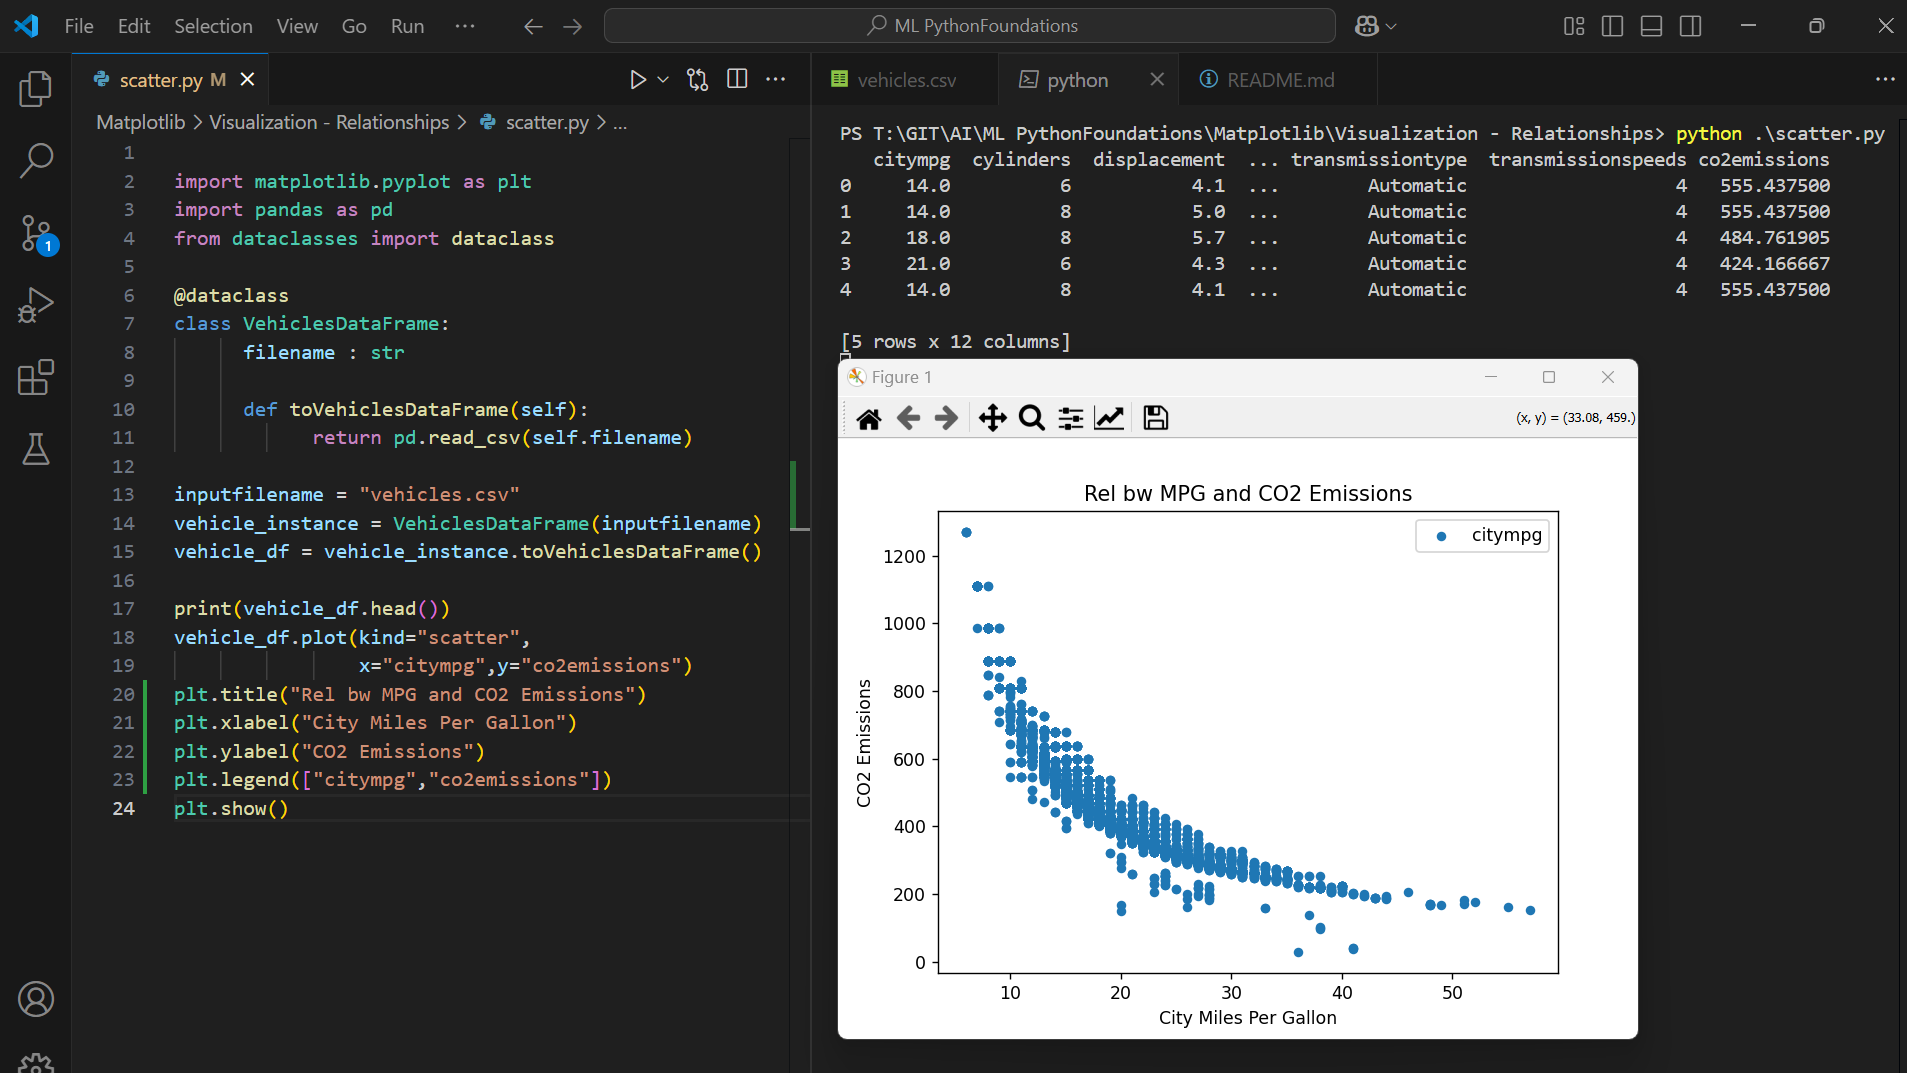 File Edit Selection View Go Run ... ML PythonFoundations
scatter.py M
vehicles.csv python README.md
Matplotlib > Visualization - Relationships > scatter.py > ...
1
2 import matplotlib.pyplot as plt
3 import pandas as pd
4 from dataclasses import dataclass
5
6 @dataclass
7 class VehiclesDataFrame:
8 filename : str
9
10 def toVehiclesDataFrame(self):
11 return pd.read_csv(self.filename)
12
13 inputfilename = "vehicles.csv"
14 vehicle_instance = VehiclesDataFrame(inputfilename)
15 vehicle_df = vehicle_instance.toVehiclesDataFrame()
16
17 print(vehicle_df.head())
18 vehicle_df.plot(kind="scatter",
19 x="citympg",y="co2emissions")
20 plt.title("Rel bw MPG and CO2 Emissions")
21 plt.xlabel("City Miles Per Gallon")
22 plt.ylabel("CO2 Emissions")
23 plt.legend(["citympg","co2emissions"])
24 plt.show()
1
PS T:\GIT\AI\ML PythonFoundations\Matplotlib\Visualization - Relationships> python .\scatter.py
citympg cylinders displacement ... transmissiontype transmissionspeeds co2emissions
0 14.0 6 4.1 ... Automatic 4 555.437500
1 14.0 8 5.0 ... Automatic 4 555.437500
2 18.0 8 5.7 ... Automatic 4 484.761905
3 21.0 6 4.3 ... Automatic 4 424.166667
4 14.0 8 4.1 ... Automatic 4 555.437500
[5 rows x 12 columns]
Figure 1
(x, y) = (33.08, 459.)
Rel bw MPG and CO2 Emissions
citympg
1200
1000
800
600
400
200
0
CO2 Emissions
10 20 30 40 50
City Miles Per Gallon